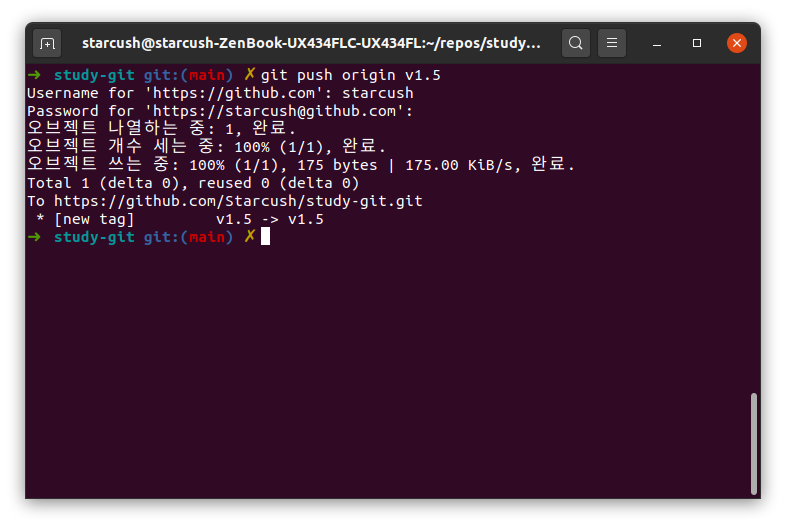 starcush@starcush-ZenBook-UX434FLC-UX434FL:~/repos/study...
➜ study-git git:(main) ✗ git push origin v1.5
Username for 'https://github.com': starcush
Password for 'https://starcush@github.com':
오브젝트 나열하는 중: 1, 완료.
오브젝트 개수 세는 중: 100% (1/1), 완료.
오브젝트 쓰는 중: 100% (1/1), 175 bytes | 175.00 KiB/s, 완료.
Total 1 (delta 0), reused 0 (delta 0)
To https://github.com/Starcush/study-git.git
 * [new tag]         v1.5 -> v1.5
➜ study-git git:(main) ✗